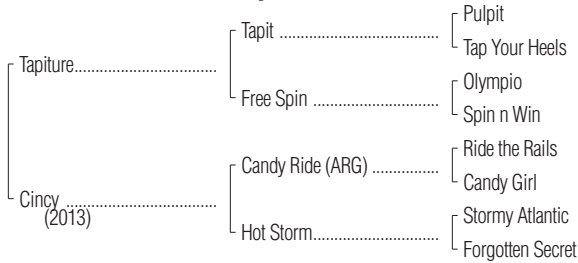 Pulpit
Tapit ......................................
Tap Your Heels
Tapiture..................................
Olympio
Free Spin ..............................
Spin n Win
Ride the Rails
Candy Ride (ARG) ................
Candy Girl
Cincy ....................................
(2013)
Stormy Atlantic
Hot Storm..............................
Forgotten Secret